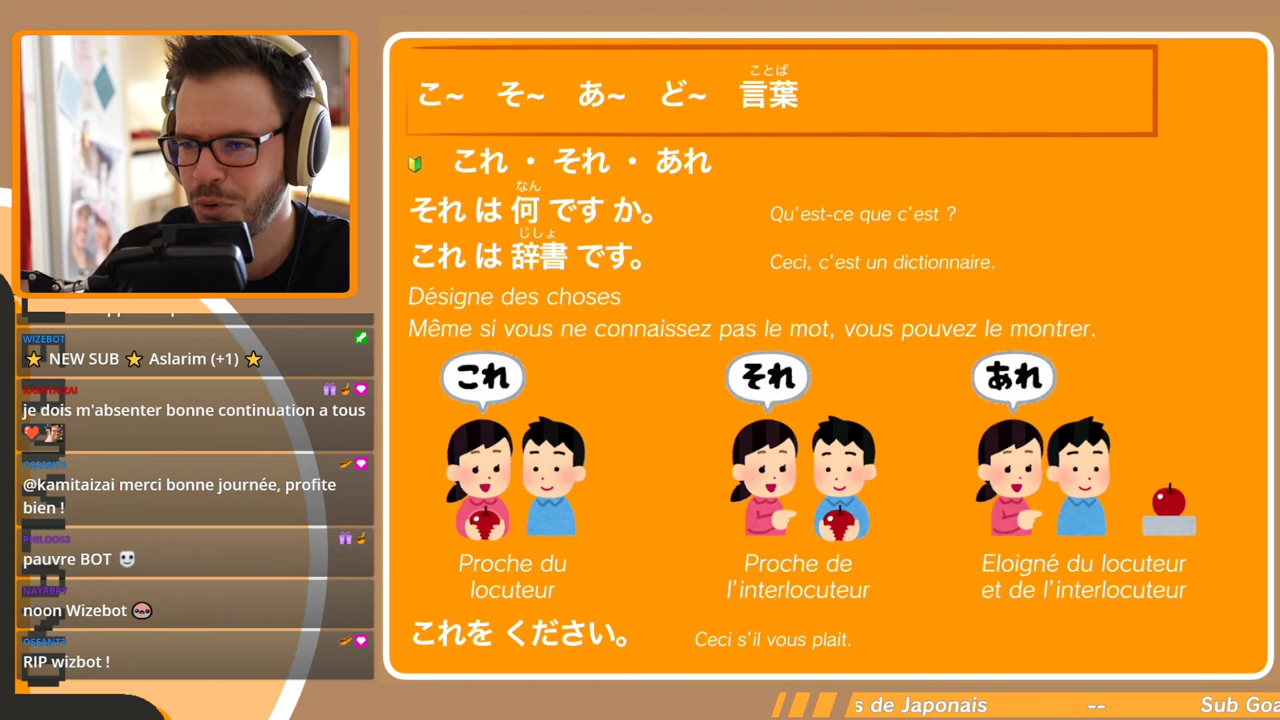 こ~ そ~ あ~ ど~ 言葉
ことば
これ ・ それ ・ あれ
なん
それ は 何 です か。
Qu'est-ce que c'est ?
じしょ
これ は 辞書 です。
Ceci, c'est un dictionnaire.
Désigne des choses
Même si vous ne connaissez pas le mot, vous pouvez le montrer.
これ
それ
あれ
Proche du
locuteur
Proche de
l'interlocuteur
Eloigné du locuteur
et de l'interlocuteur
これを ください。
Ceci s'il vous plait.
WIZEBOT
NEW SUB Aslarim (+1)
KAMITAIZAI
je dois m'absenter bonne continuation a tous
@kamitaizai merci bonne journée, profite
bien !
pauvre BOT
noon Wizebot
RIP wizbot !
s de Japonais -- Sub Goa